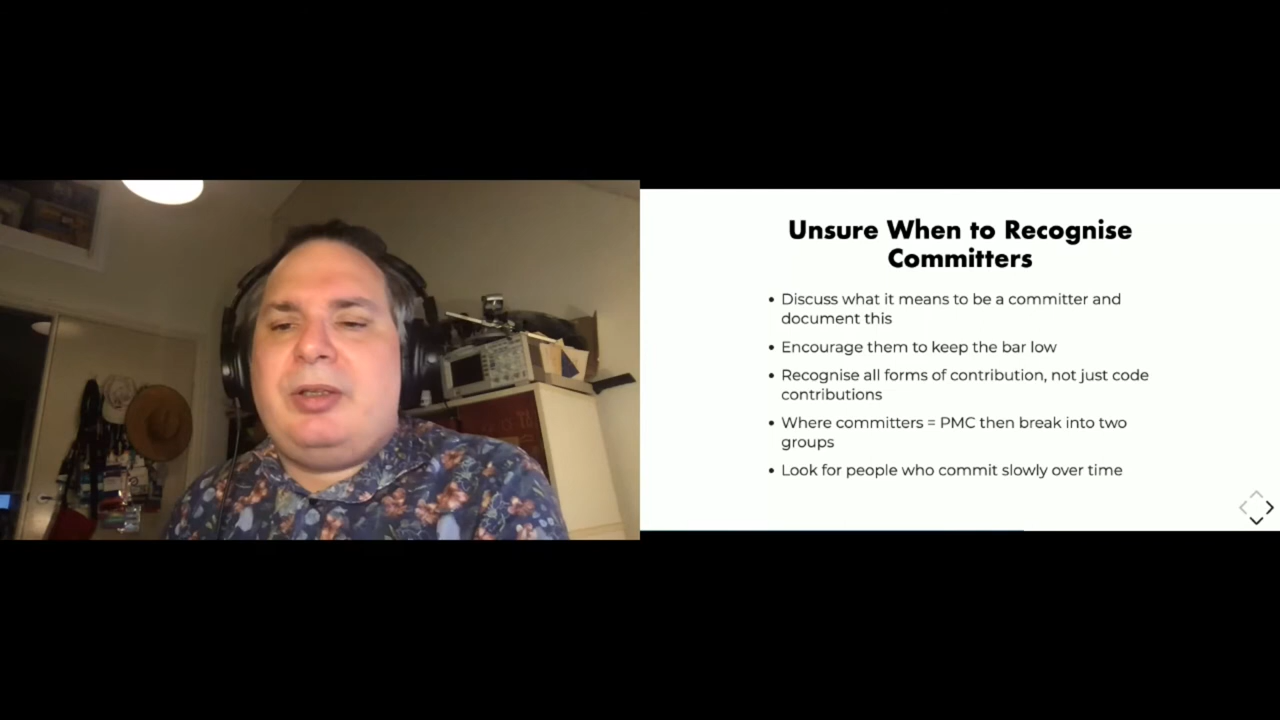 Unsure When to Recognise
Committers
• Discuss what it means to be a committer and
document this
• Encourage them to keep the bar low
• Recognise all forms of contribution, not just code
contributions
• Where committers = PMC then break into two
groups
• Look for people who commit slowly over time